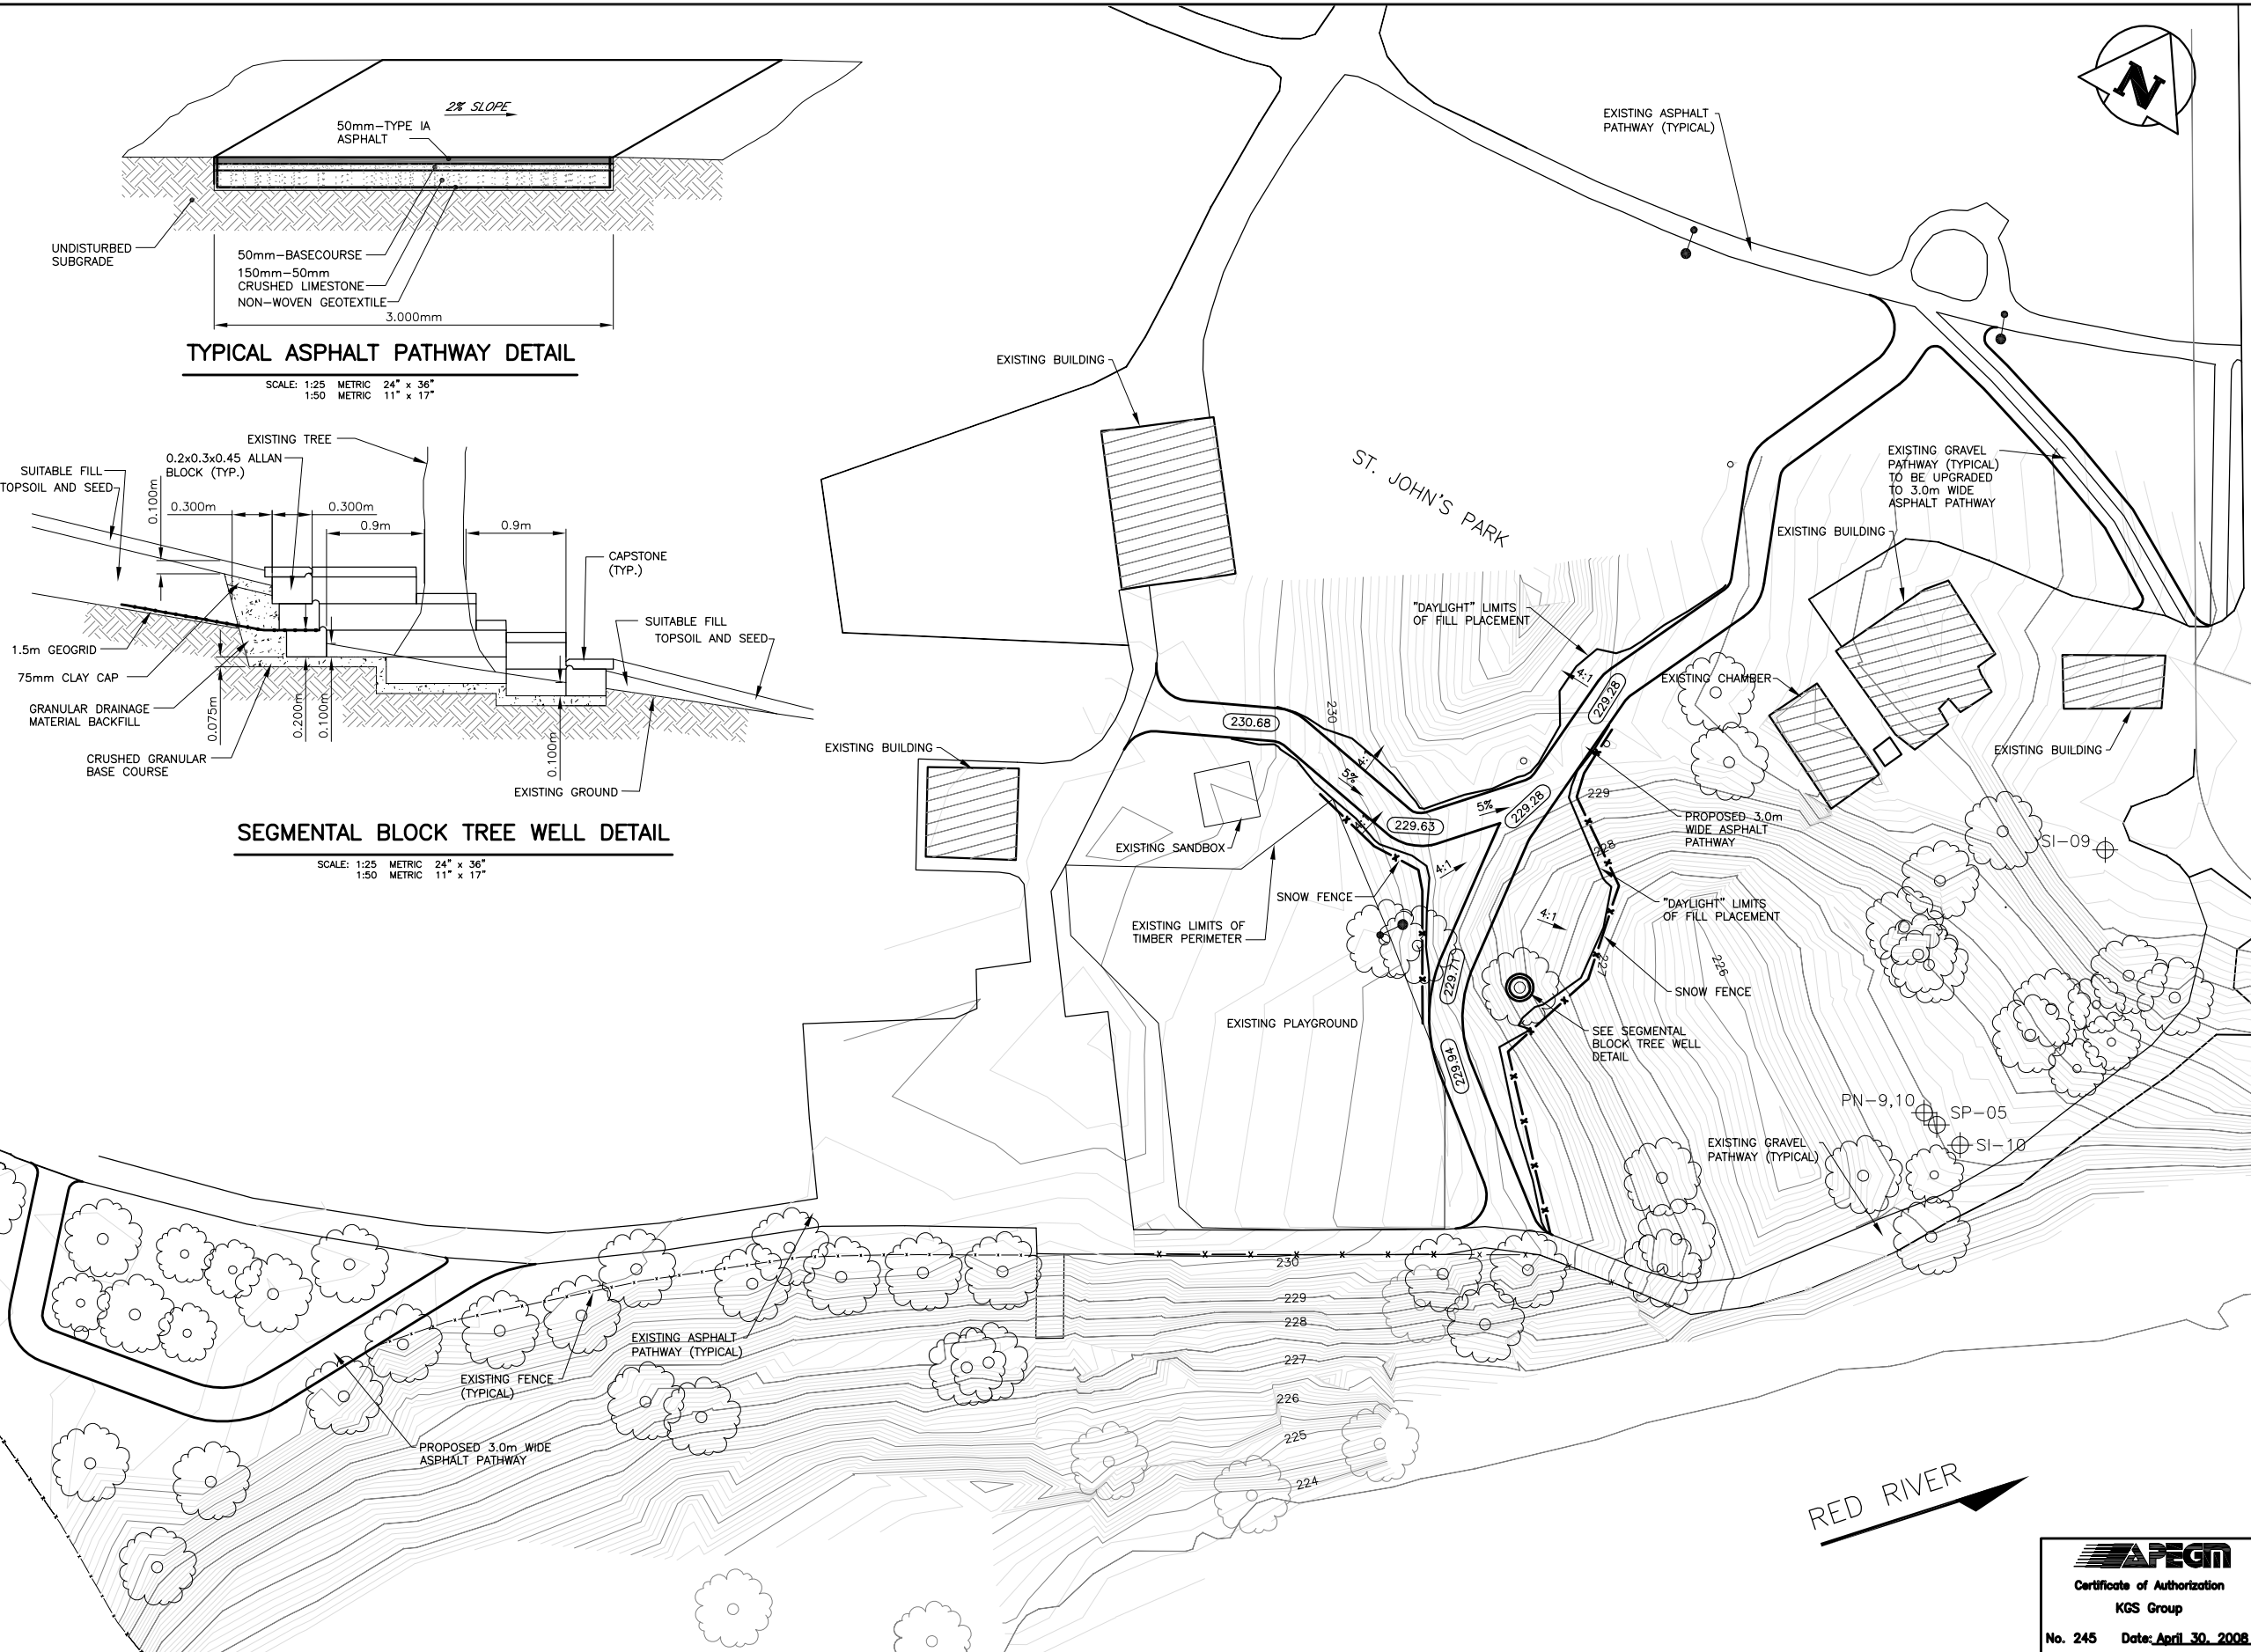 2% SLOPE
50mm-TYPE IA
ASPHALT
UNDISTURBED
SUBGRADE
50mm-BASECOURSE
150mm-50mm
CRUSHED LIMESTONE
NON-WOVEN GEOTEXTILE
3.000mm
TYPICAL ASPHALT PATHWAY DETAIL
SCALE: 1:25 METRIC 24" x 36"
1:50 METRIC 11" x 17"
EXISTING TREE
0.2x0.3x0.45 ALLAN
BLOCK (TYP.)
SUITABLE FILL
TOPSOIL AND SEED
0.100m
0.300m
0.300m
0.9m
0.9m
CAPSTONE
(TYP.)
SUITABLE FILL
TOPSOIL AND SEED
1.5m GEOGRID
75mm CLAY CAP
GRANULAR DRAINAGE
MATERIAL BACKFILL
0.075m
0.200m
0.100m
0.100m
CRUSHED GRANULAR
BASE COURSE
EXISTING GROUND
SEGMENTAL BLOCK TREE WELL DETAIL
SCALE: 1:25 METRIC 24" x 36"
1:50 METRIC 11" x 17"
N
EXISTING ASPHALT
PATHWAY (TYPICAL)
EXISTING BUILDING
ST. JOHN'S PARK
EXISTING GRAVEL
PATHWAY (TYPICAL)
TO BE UPGRADED
TO 3.0m WIDE
ASPHALT PATHWAY
EXISTING BUILDING
"DAYLIGHT" LIMITS
OF FILL PLACEMENT
4:1
229.28
EXISTING CHAMBER
230
230.68
EXISTING BUILDING
EXISTING BUILDING
4:1
5%
5%
229.28
229
4:1
229.63
PROPOSED 3.0m
WIDE ASPHALT
PATHWAY
228
EXISTING SANDBOX
SI-09
4:1
SNOW FENCE
"DAYLIGHT" LIMITS
OF FILL PLACEMENT
4:1
EXISTING LIMITS OF
TIMBER PERIMETER
229.71
227
226
SNOW FENCE
EXISTING PLAYGROUND
SEE SEGMENTAL
BLOCK TREE WELL
DETAIL
229.94
PN-9,10
SP-05
SI-10
EXISTING GRAVEL
PATHWAY (TYPICAL)
230
229
228
227
226
225
224
EXISTING ASPHALT
PATHWAY (TYPICAL)
EXISTING FENCE
(TYPICAL)
PROPOSED 3.0m WIDE
ASPHALT PATHWAY
RED RIVER
APEGM
Certificate of Authorization
KGS Group
No. 245 Date: April 30, 2008